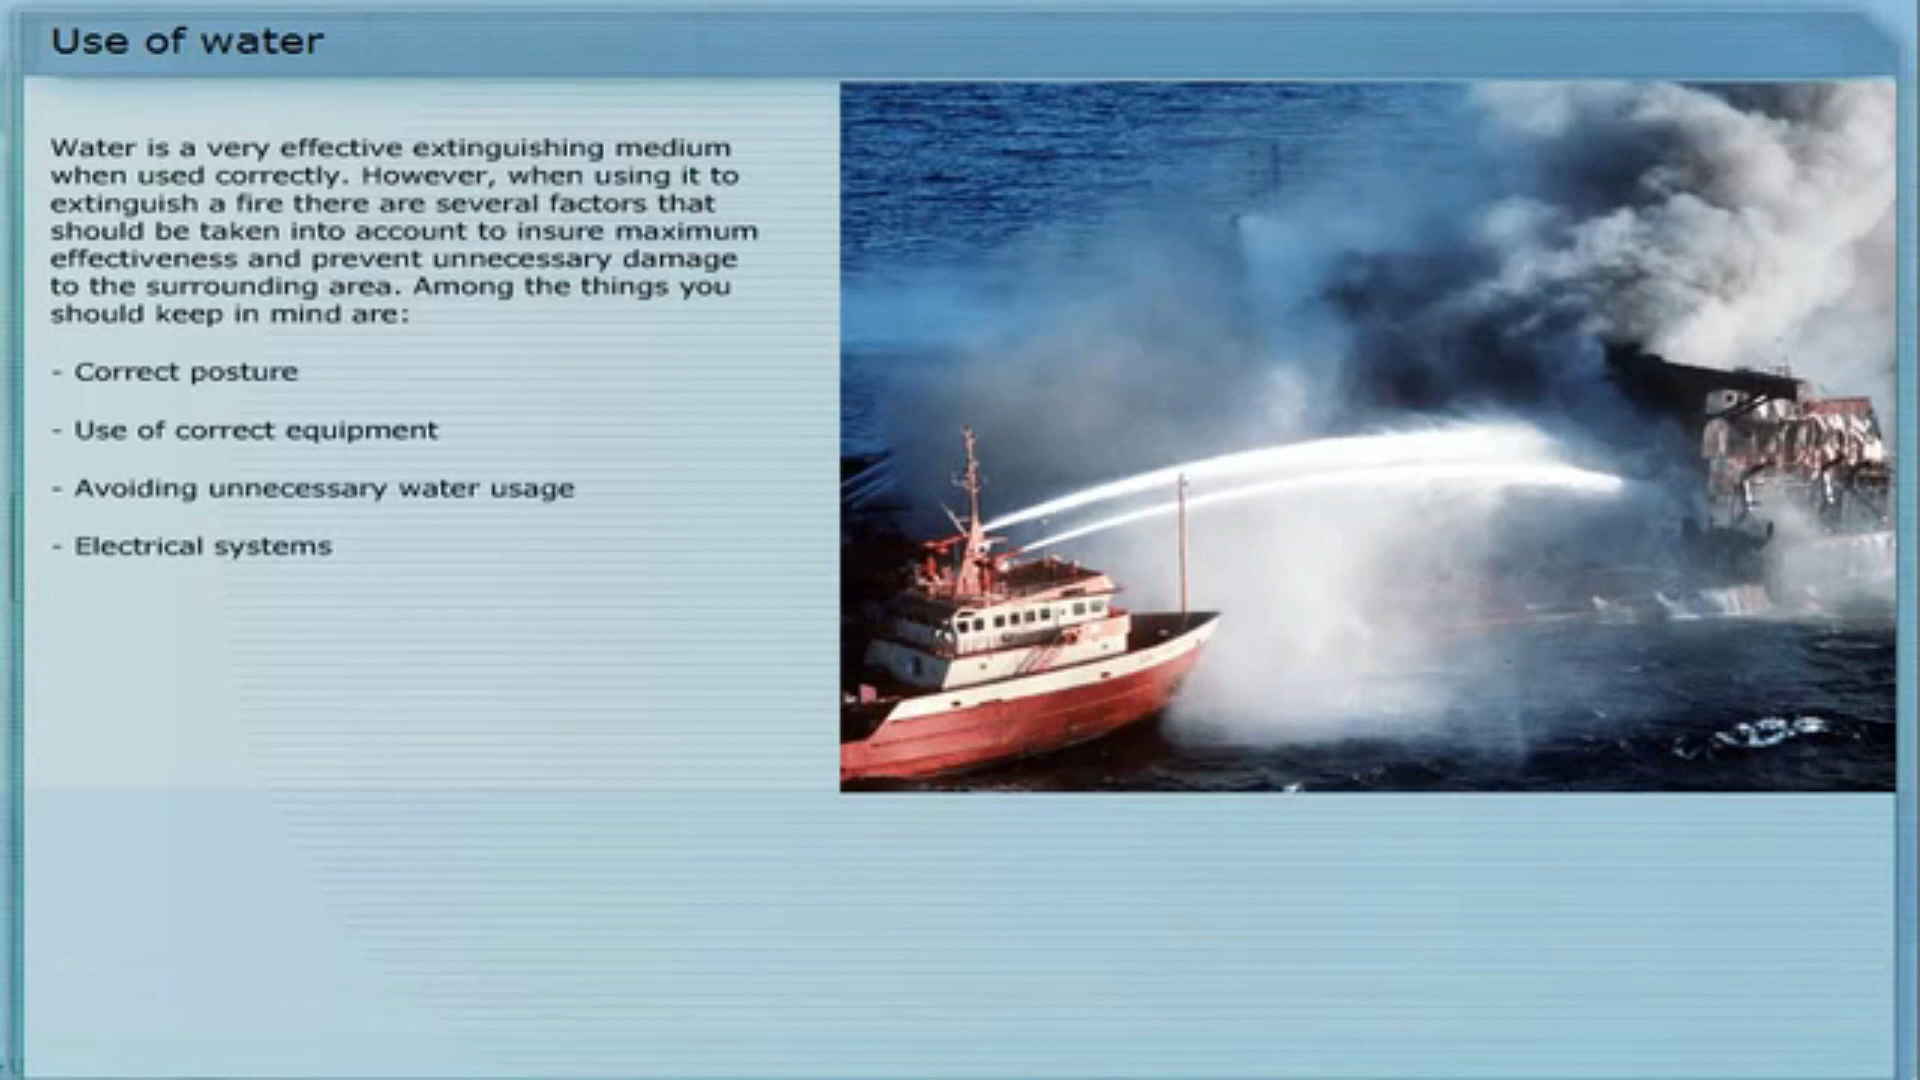 Use of water
Water is a very effective extinguishing medium
when used correctly. However, when using it to
extinguish a fire there are several factors that
should be taken into account to insure maximum
effectiveness and prevent unnecessary damage
to the surrounding area. Among the things you
should keep in mind are:
- Correct posture
- Use of correct equipment
- Avoiding unnecessary water usage
- Electrical systems